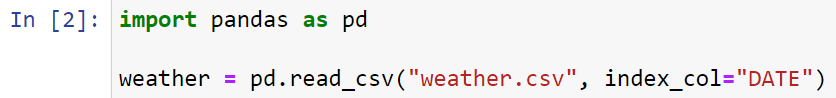 In [2]: import pandas as pd
weather = pd.read_csv("weather.csv", index_col="DATE")